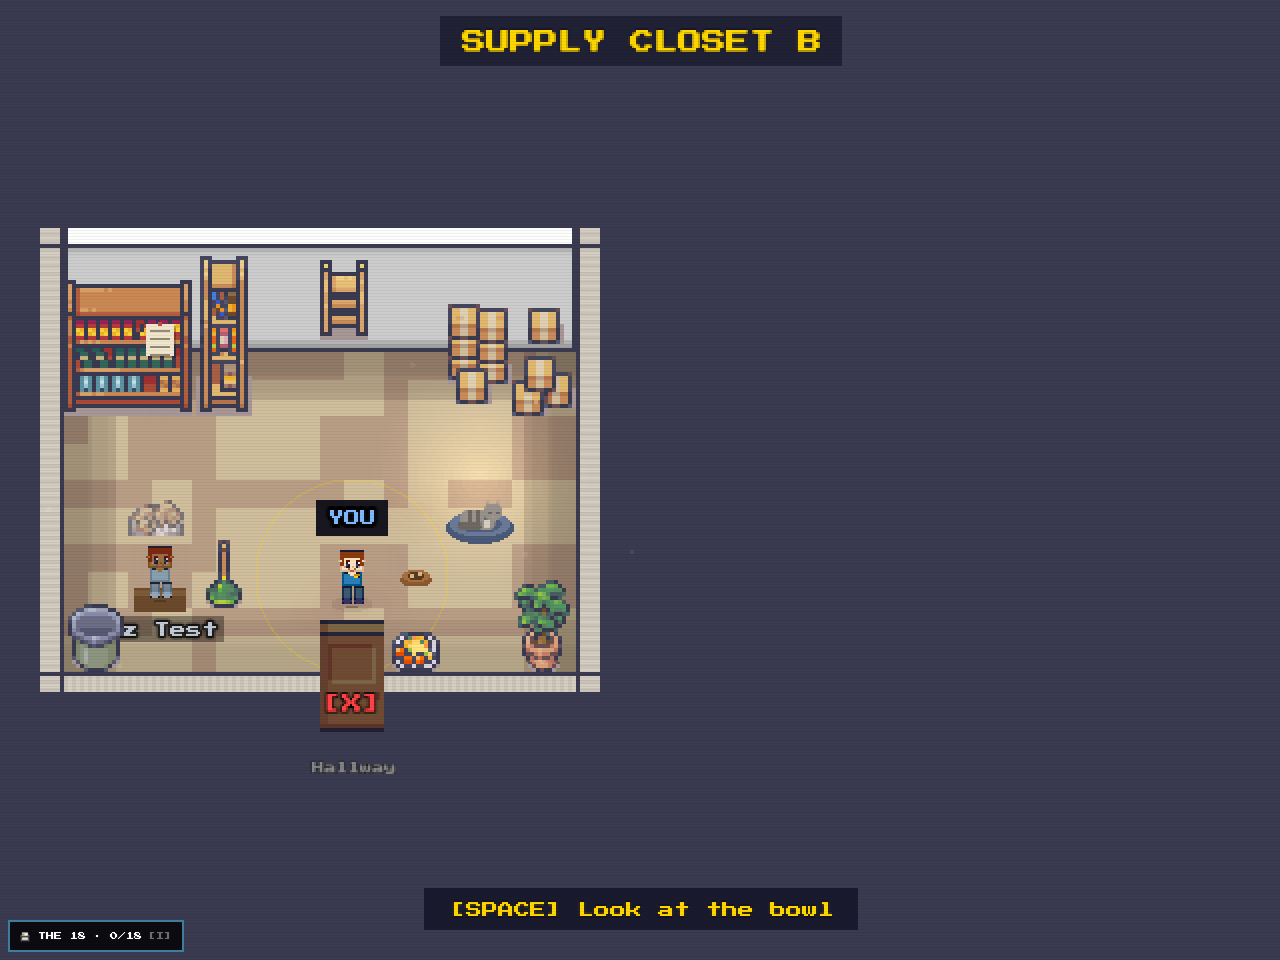 SUPPLY CLOSET B
YOU
z Test
[X]
Hallway
[SPACE] Look at the bowl
THE 18 · 0/18 [I]